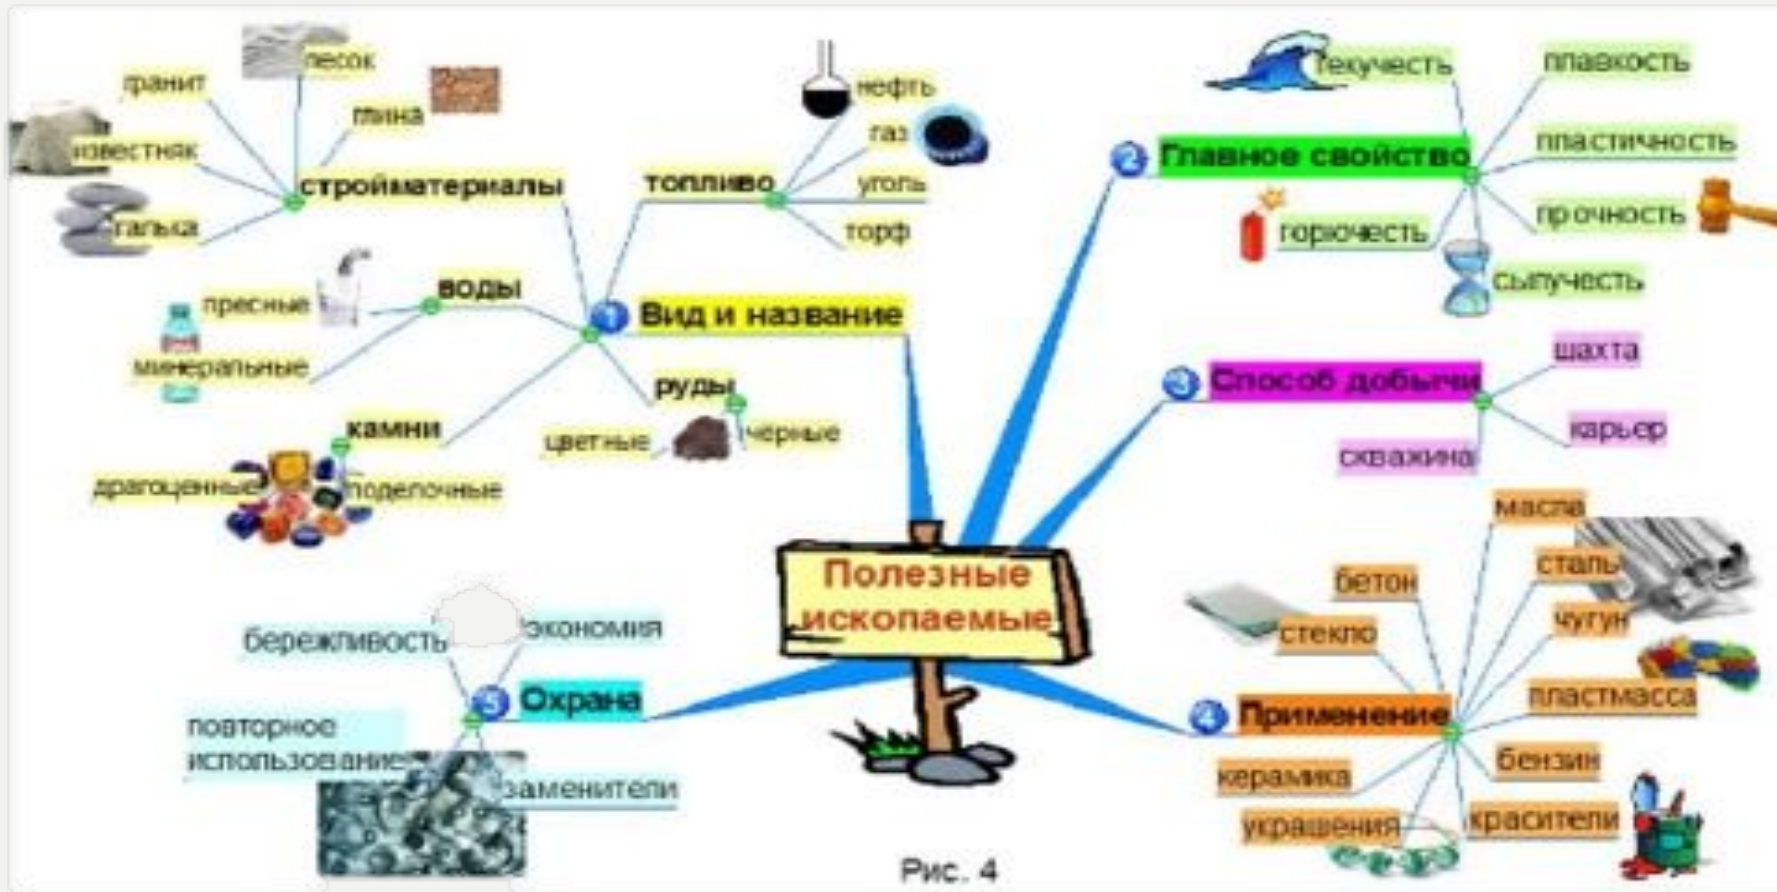 песок
гранит
глина
известняк
галька
стройматериалы
нефть
газ
уголь
торф
топливо
воды
пресные
минеральные
1 Вид и название
руды
цветные
чёрные
камни
драгоценные
поделочные
текучесть
плавкость
2 Главное свойство
пластичность
прочность
горючесть
сыпучесть
шахта
3 Способ добычи
карьер
скважина
Полезные
ископаемые
масла
сталь
бетон
чугун
стекло
пластмасса
4 Применение
бензин
керамика
украшения
красители
бережливость
экономия
5 Охрана
повторное
использование
заменители
Рис. 4